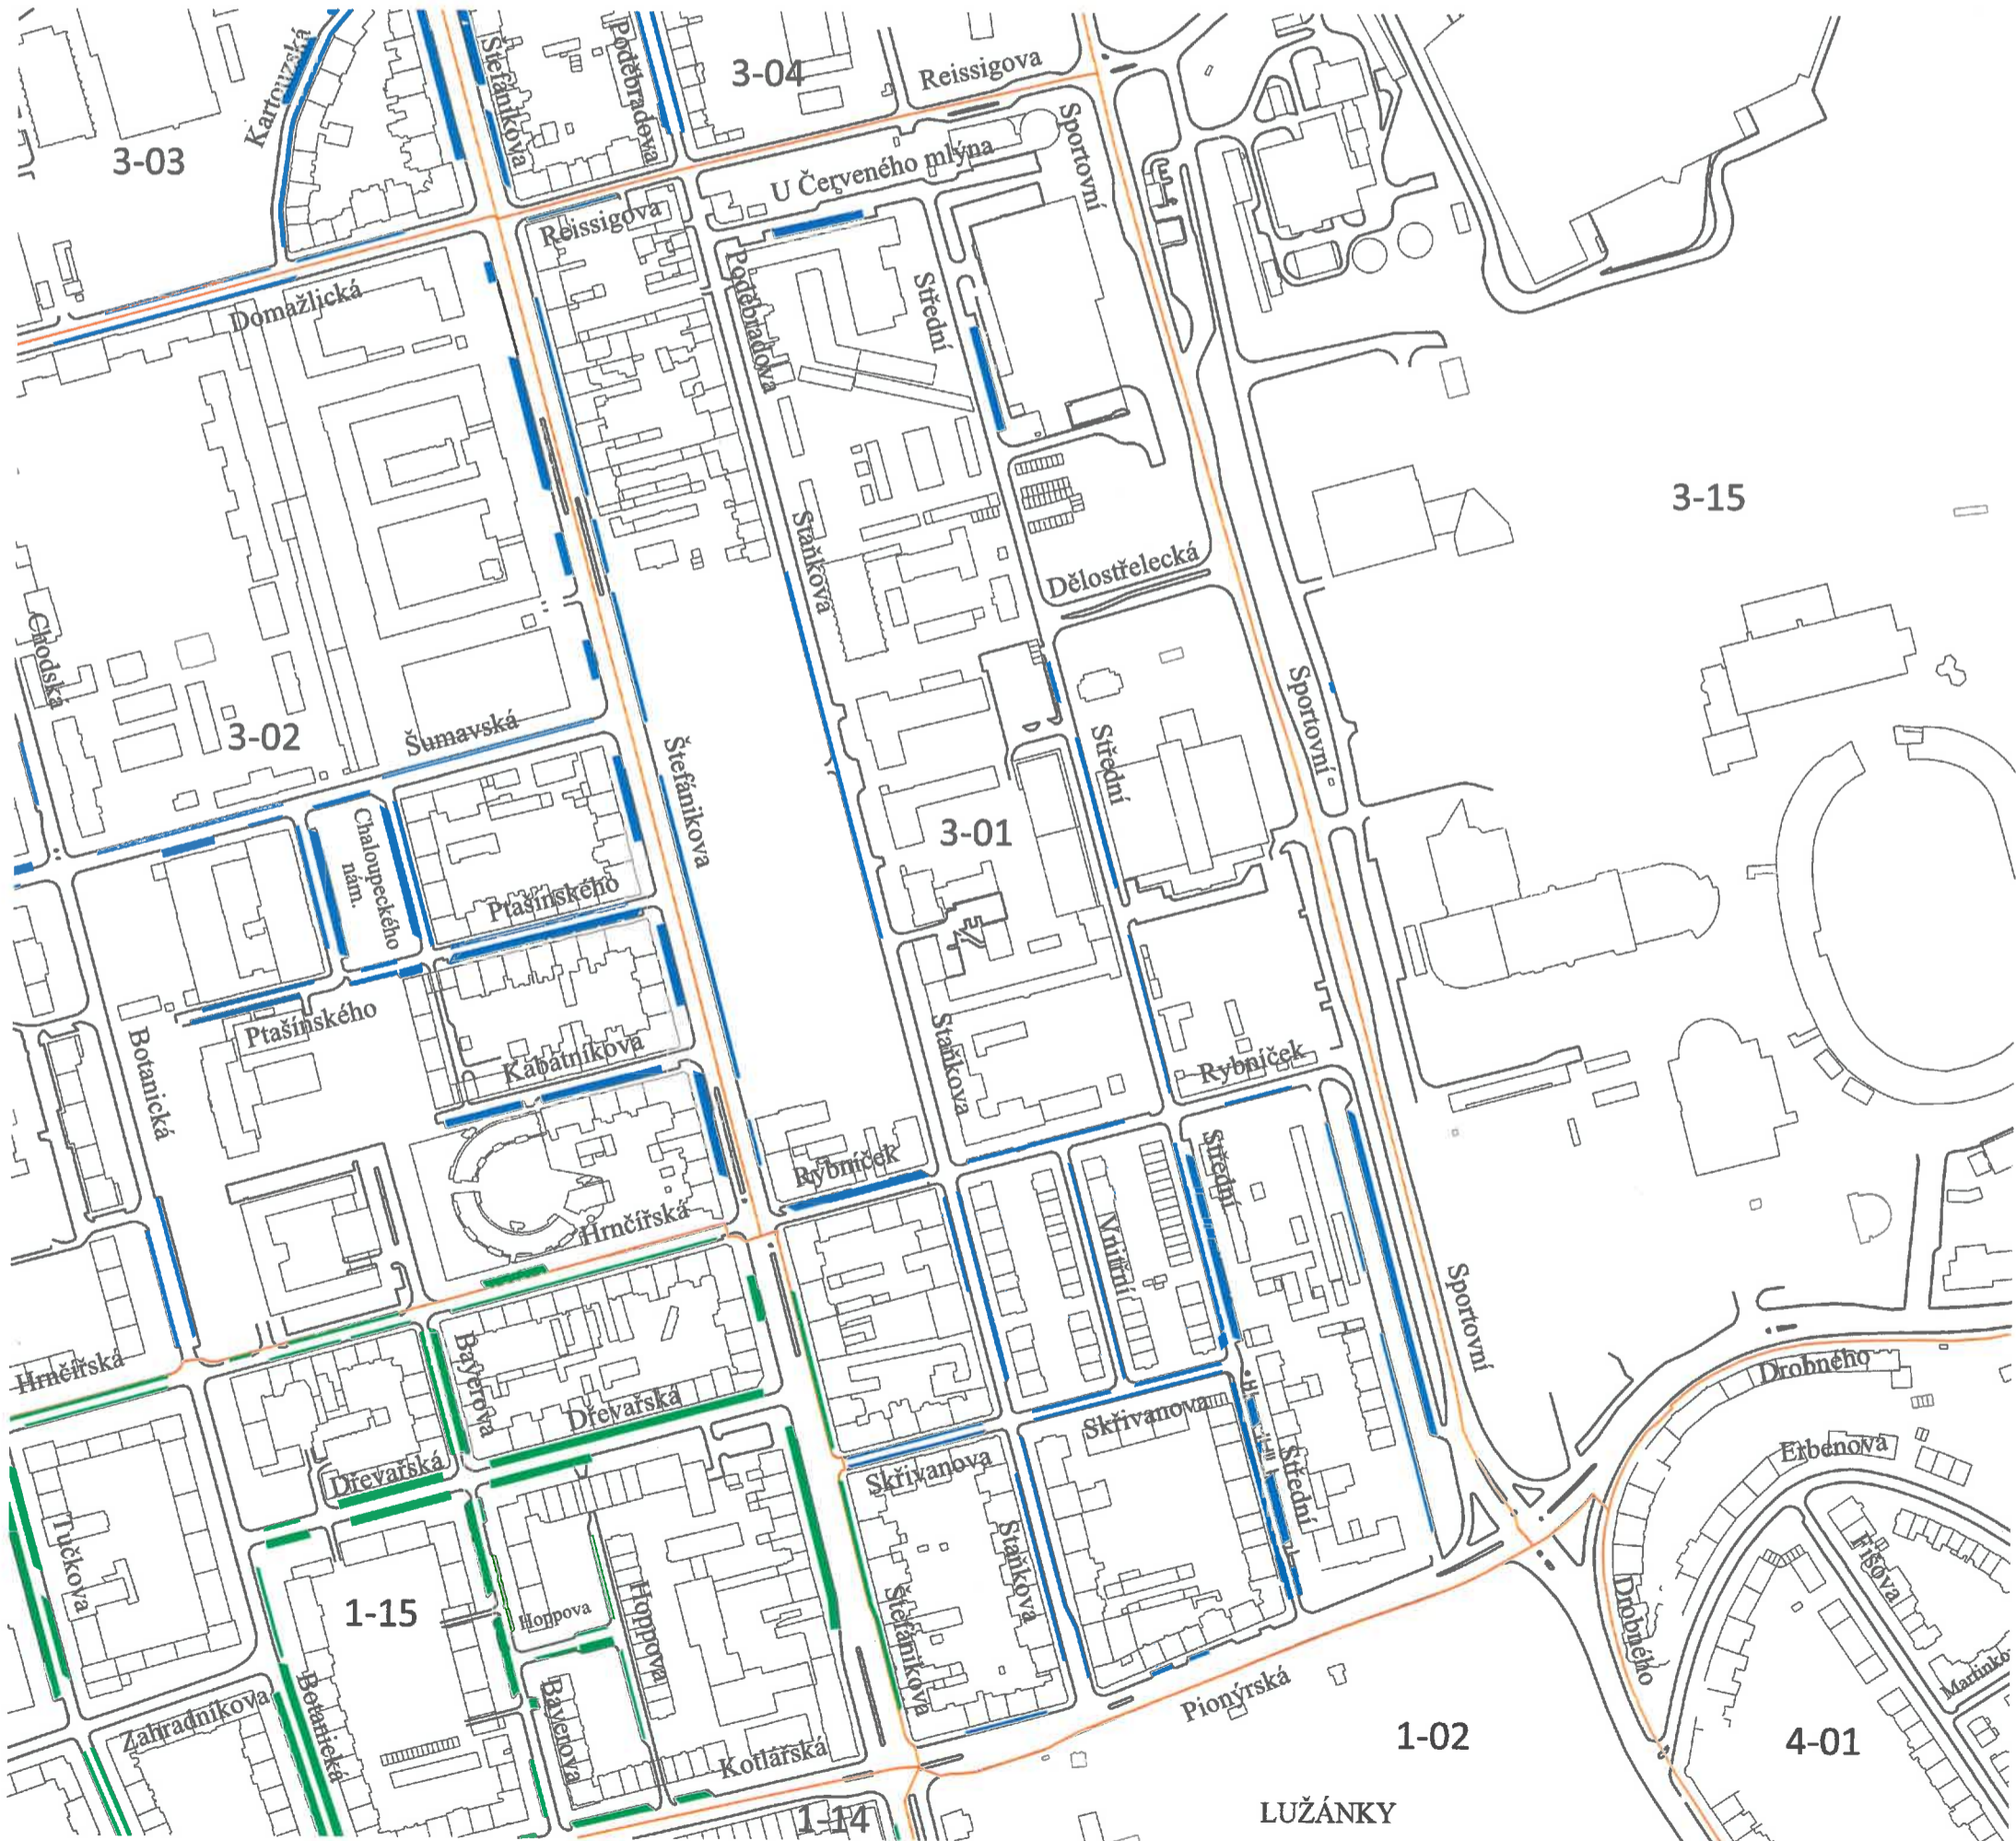 Kartouzská
Štefánikova
Poděbradova
3-04
Reissigova
3-03
Sportovní
U Červeného mlýna
Reissigova
Domažlická
Poděbradova
Střední
3-15
Staňkova
Dělostřelecká
Chodská
Sportovní
3-02
Šumavská
Štefánikova
Střední
3-01
Chaloupeckého
nám.
Ptašínského
Ptašínského
Botanická
Kabátníkova
Staňkova
Rybníček
Rybníček
Střední
Hrnčířská
Vnitřní
Sportovní
Hrnčířská
Bayerova
Dřevařská
Skřivanova
Drobného
Skřivanova
Erbenova
Dřevařská
Střední
Tučkova
Staňkova
Fišova
1-15
Hoppova
Hoppova
Štefánikova
Drobného
Martinko
Zahradníkova
Botanická
Bayerova
Pionýrská
Kotlářská
1-02
4-01
1-14
LUŽÁNKY